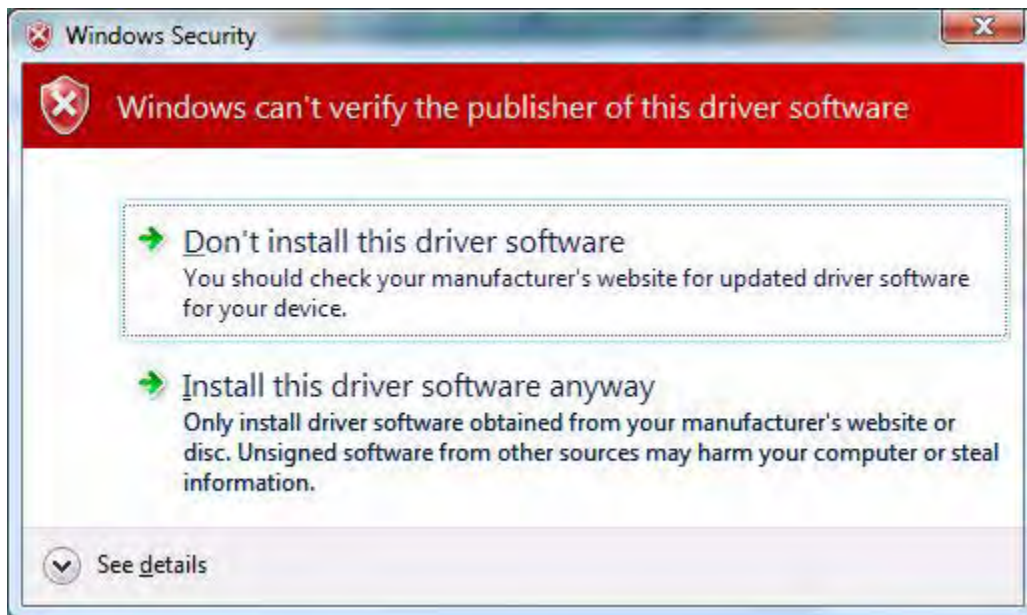 Windows Security
Windows can't verify the publisher of this driver software
Don't install this driver software
You should check your manufacturer's website for updated driver software
for your device.
Install this driver software anyway
Only install driver software obtained from your manufacturer's website or
disc. Unsigned software from other sources may harm your computer or steal
information.
See details